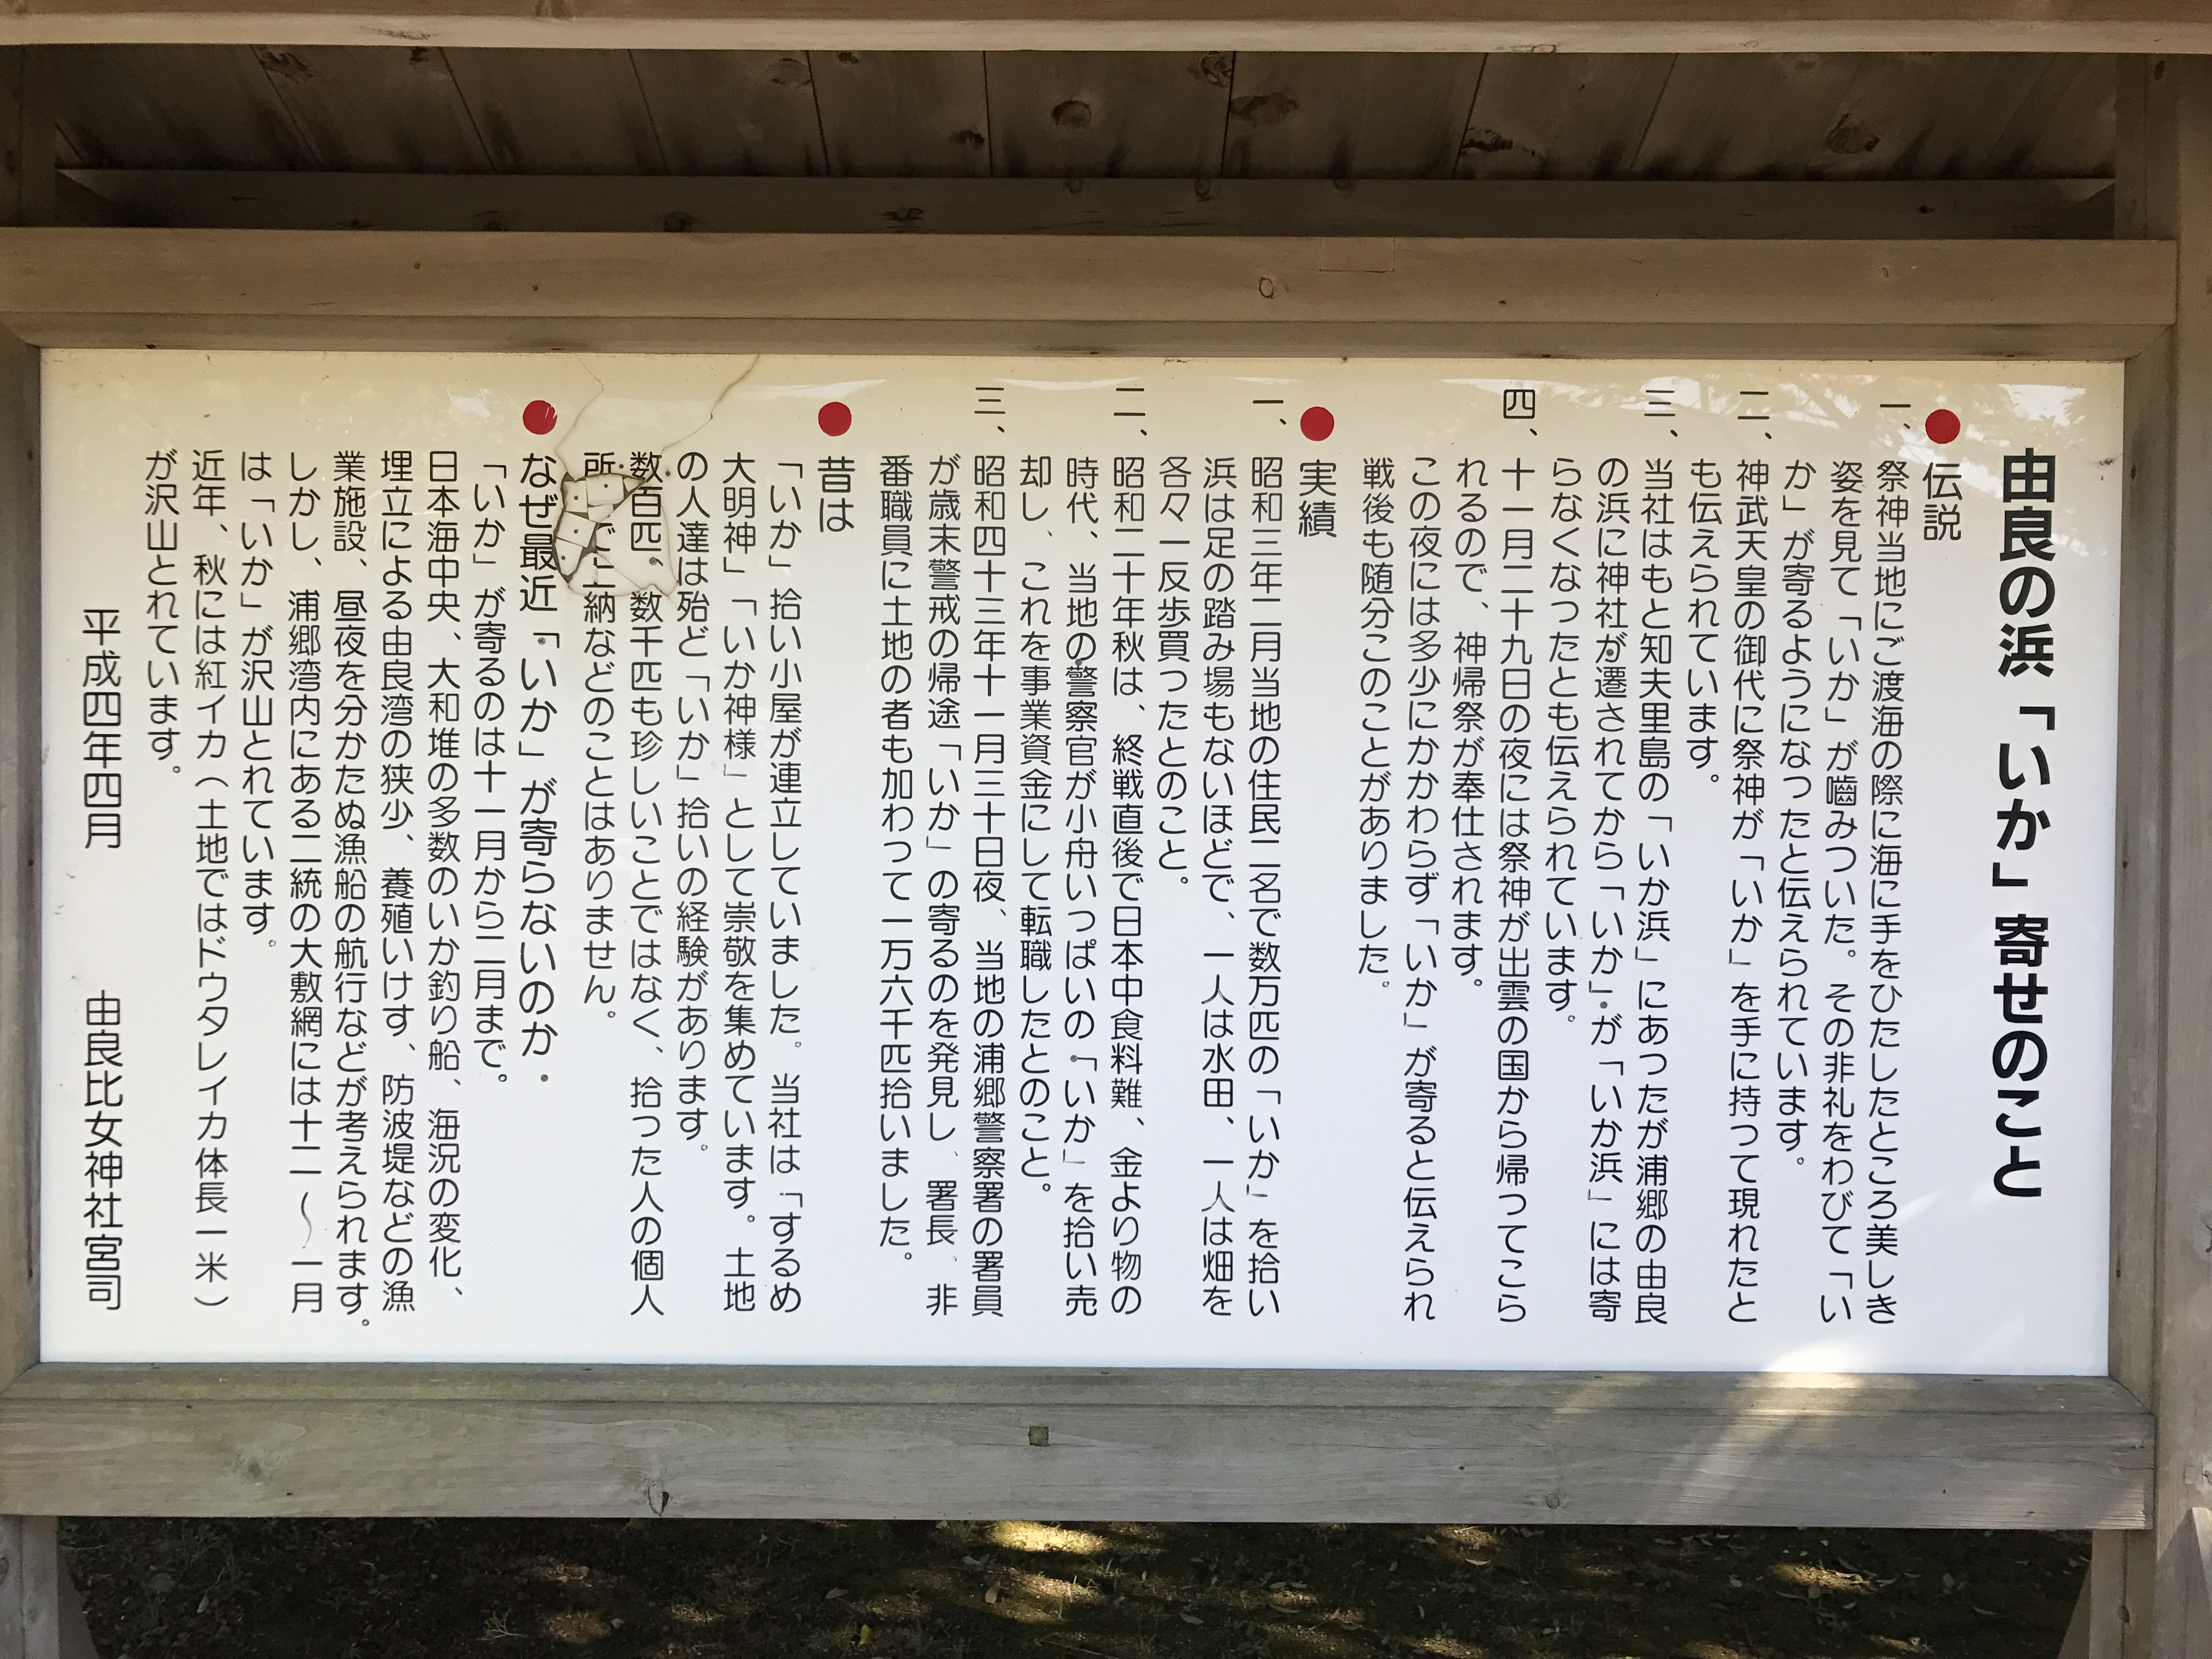 由良の浜「いか」寄せのこと
●伝説
一、祭神当地にご渡海の際に海に手をひたしたところ美しき
姿を見て「いか」が噛みついた。その非礼をわびて「い
か」が寄るようになったと伝えられています。
二、神武天皇の御代に祭神が「いか」を手に持って現れたと
も伝えられています。
三、当社はもと知夫里島の「いか浜」にあったが浦郷の由良
の浜に神社が遷されてから「いか」が「いか浜」には寄
らなくなったとも伝えられています。
四、十一月二十九日の夜には祭神が出雲の国から帰ってこら
れるので、神帰祭が奉仕されます。
この夜には多少にかかわらず「いか」が寄ると伝えられ
戦後も随分このことがありました。
●実績
一、昭和三年二月当地の住民二名で数万匹の「いか」を拾い
浜は足の踏み場もないほどで、一人は水田、一人は畑を
各々一反歩買ったとのこと。
二、昭和二十年秋は、終戦直後で日本中食料難、金より物の
時代、当地の警察官が小舟いっぱいの「いか」を拾い売
却し、これを事業資金にして転職したとのこと。
三、昭和四十三年十一月三十日夜、当地の浦郷警察署の署員
が歳末警戒の帰途「いか」の寄るのを発見し、署長、非
番職員に土地の者も加わって一万六千匹拾いました。
●昔は
「いか」拾い小屋が連立していました。当社は「するめ
大明神」「いか神様」として崇敬を集めています。土地
の人達は殆ど「いか」拾いの経験があります。
数百匹、数千匹も珍しいことではなく、拾った人の個人
所で上納などのことはありません。
●なぜ最近「いか」が寄らないのか
「いか」が寄るのは十一月から二月まで。
日本海中央、大和堆の多数のいか釣り船、海況の変化、
埋立による由良湾の狭少、養殖いけす、防波堤などの漁
業施設、昼夜を分かたぬ漁船の航行などが考えられます。
しかし、浦郷湾内にある二統の大敷網には十二～一月
は「いか」が沢山とれています。
近年、秋には紅イカ（土地ではドウタレイカ体長一米）
が沢山とれています。
平成四年四月　由良比女神社宮司